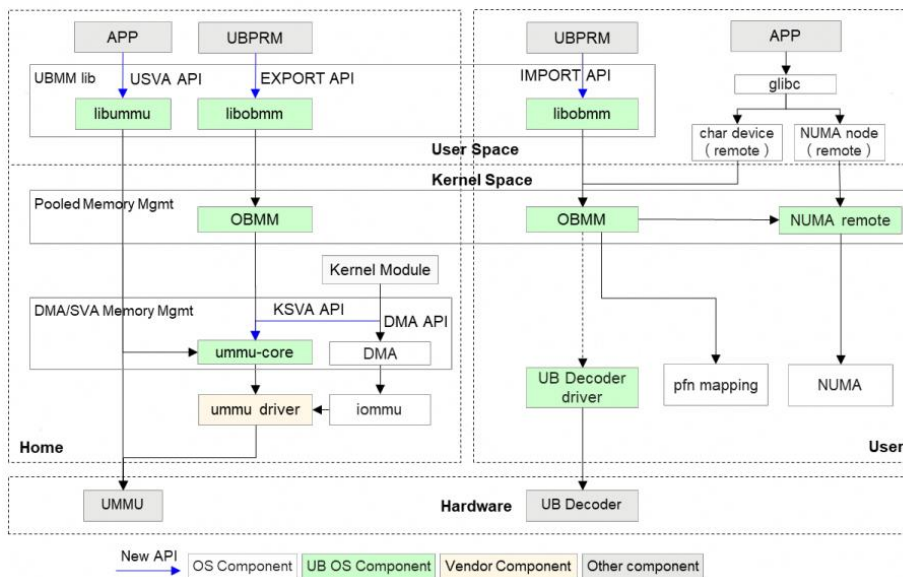 APP
UBPRM
UBPRM
APP
UBMM lib
USVA API
EXPORT API
IMPORT API
glibc
libummu
libobmm
libobmm
char device
（remote）
NUMA node
（remote）
User Space
Kernel Space
Pooled Memory Mgmt
OBMM
OBMM
NUMA remote
Kernel Module
DMA/SVA Memory Mgmt
KSVA API
DMA API
ummu-core
DMA
UB Decoder
driver
pfn mapping
NUMA
ummu driver
iommu
Home
User
UMMU
Hardware
UB Decoder
New API
OS Component
UB OS Component
Vendor Component
Other component